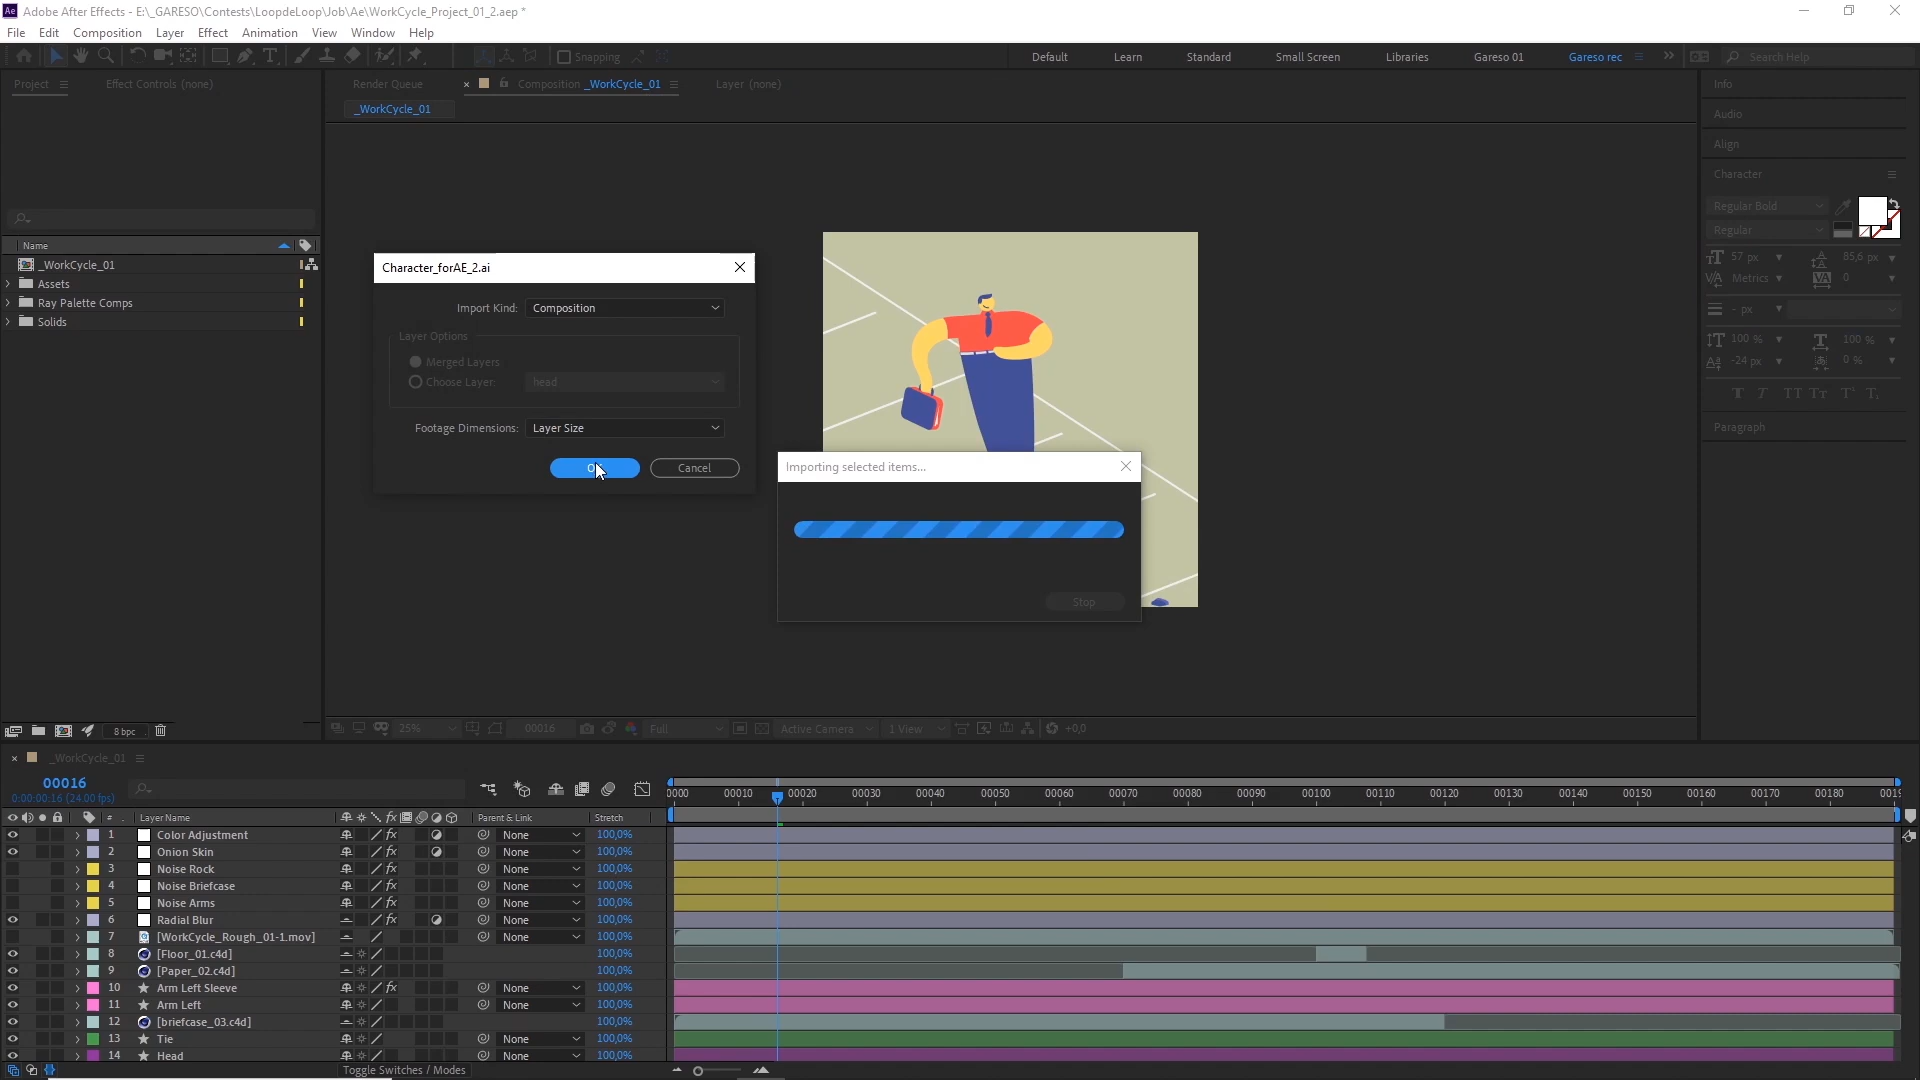 Ae Adobe After Effects - E:\_GARESO\Contests\LoopdeLoop\Job\Ae\WorkCycle_Project_01_2.aep *
File Edit Composition Layer Effect Animation View Window Help
Snapping Default Learn Standard Small Screen Libraries Gareso 01 Gareso rec Search Help
Project Effect Controls (none) Render Queue Composition _WorkCycle_01 Layer (none) Info
_WorkCycle_01
Audio
Align
Character
Regular Bold
Regular
57 px 85,6 px
Metrics 0
- px
100 % 100 %
-24 px 0 %
Paragraph
Name
_WorkCycle_01
Assets
Ray Palette Comps
Solids
Character_forAE_2.ai
Import Kind: Composition
Layer Options
Merged Layers
Choose Layer: head
Footage Dimensions: Layer Size
Cancel
Importing selected items...
Stop
8 bpc 25% 00016 Full Active Camera 1 View +0,0
_WorkCycle_01
00016
0:00:00:16 (24.00 fps)
0000 00010 00020 00030 00040 00050 00060 00070 00080 00090 00100 00110 00120 00130 00140 00150 00160 00170 00180 0019
# Layer Name fx Parent & Link Stretch
1 Color Adjustment fx None 100,0%
2 Onion Skin fx None 100,0%
3 Noise Rock fx None 100,0%
4 Noise Briefcase fx None 100,0%
5 Noise Arms fx None 100,0%
6 Radial Blur fx None 100,0%
7 [WorkCycle_Rough_01-1.mov] None 100,0%
8 [Floor_01.c4d] 100,0%
9 [Paper_02.c4d] 100,0%
10 Arm Left Sleeve fx None 100,0%
11 Arm Left None 100,0%
12 [briefcase_03.c4d] 100,0%
13 Tie None 100,0%
14 Head None 100,0%
Toggle Switches / Modes